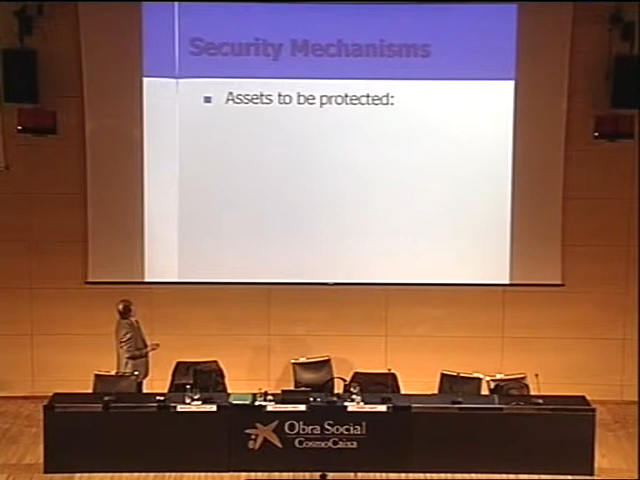 Security Mechanisms
Assets to be protected:
Obra Social
CosmoCaixa